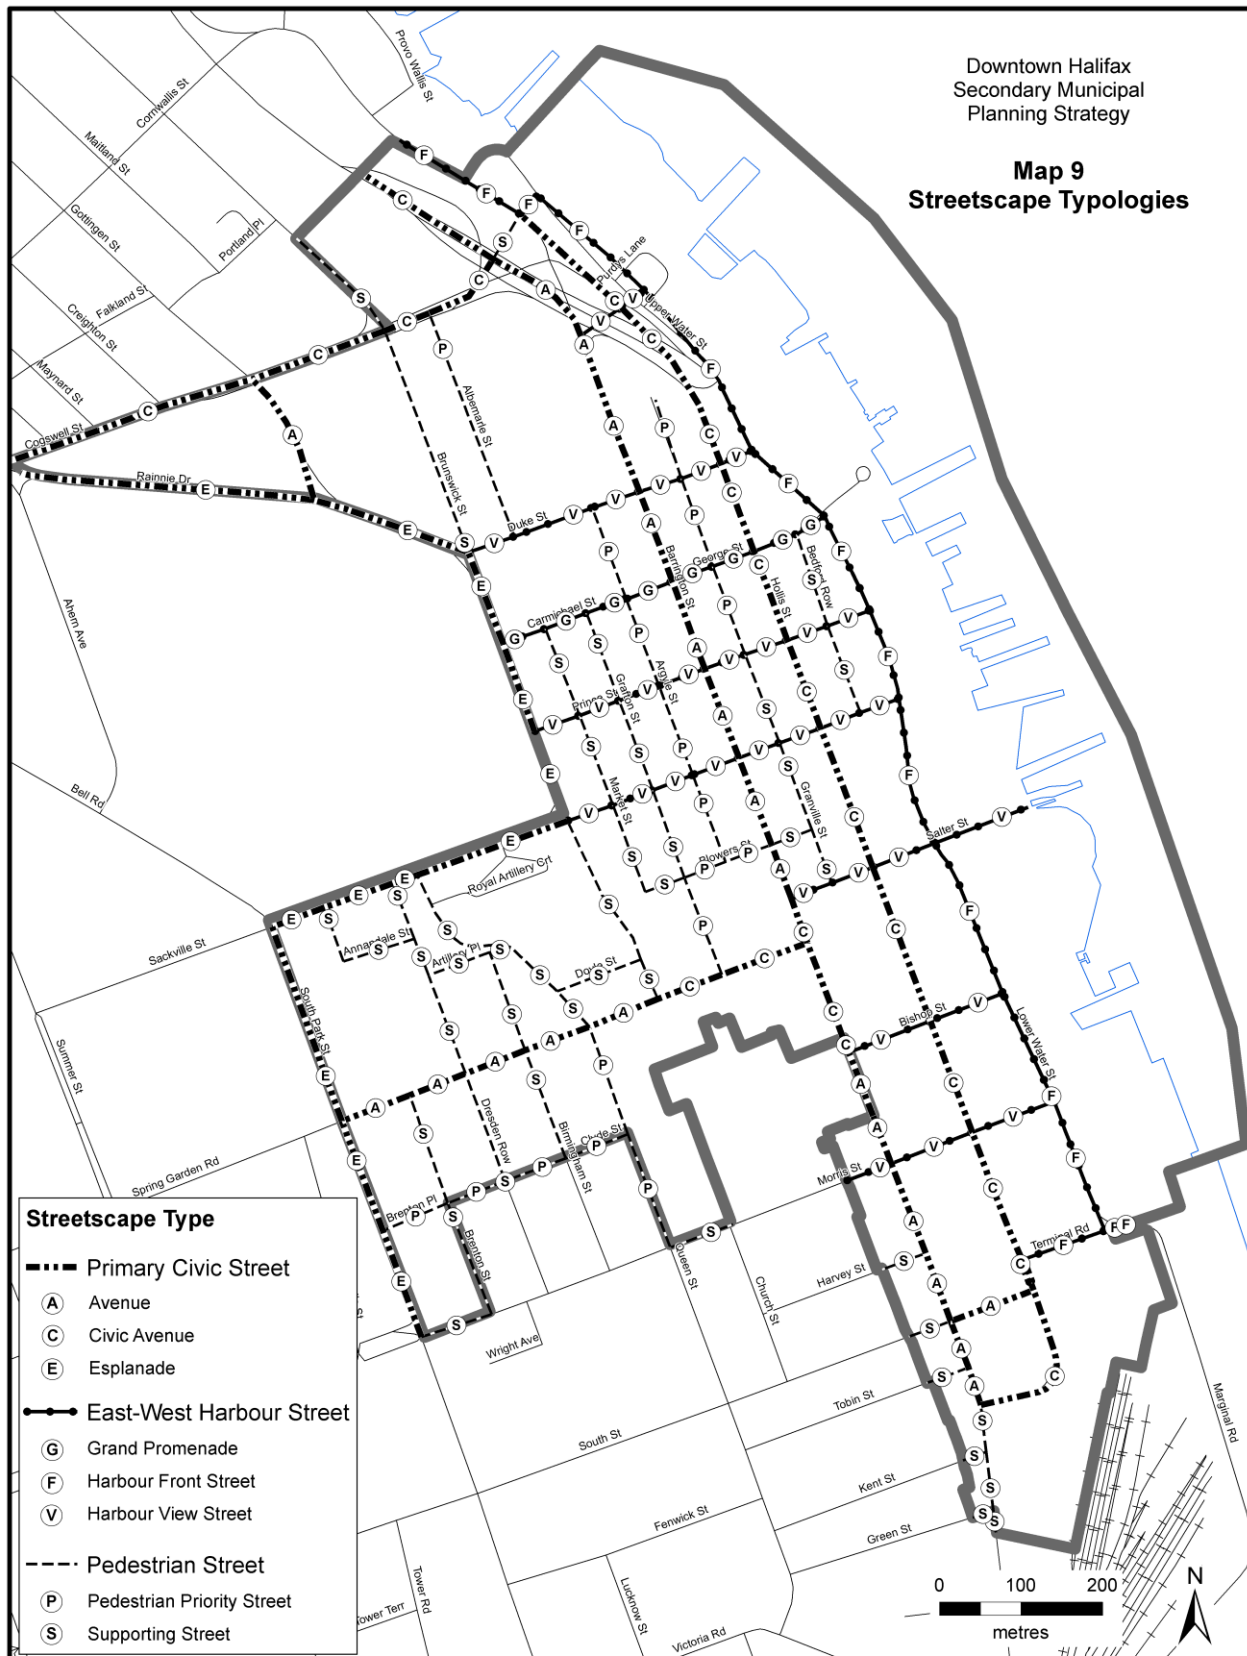 Downtown Halifax
Secondary Municipal
Planning Strategy
Map 9
Streetscape Typologies
Provo Wallis St
Cornwallis St
Maitland St
Gottingen St
Portland Pl
Falkland St
Creighton St
Maynard St
Cogswell St
Rainnie Dr
Purdys Lane
Upper Water St
Albemarle St
Brunswick St
Duke St
Barrington St
George St
Bedford Row
Hollis St
Carmichael St
Argyle St
Grafton St
Prince St
Market St
Granville St
Blowers St
Salter St
Ahern Ave
Bell Rd
Royal Artillery Crt
Sackville St
Annandale St
Artillery Pl
Doyle St
South Park St
Summer St
Bishop St
Lower Water St
Dresden Row
Birmingham St
Clyde St
Spring Garden Rd
Brenton Pl
Brenton St
Queen St
Church St
Morris St
Harvey St
Terminal Rd
Wright Ave
Tobin St
South St
Kent St
Fenwick St
Green St
Marginal Rd
Tower Rd
Tower Terr
Lucknow St
Victoria Rd
Streetscape Type
Primary Civic Street
A Avenue
C Civic Avenue
E Esplanade
East-West Harbour Street
G Grand Promenade
F Harbour Front Street
V Harbour View Street
Pedestrian Street
P Pedestrian Priority Street
S Supporting Street
0 100 200
metres
N